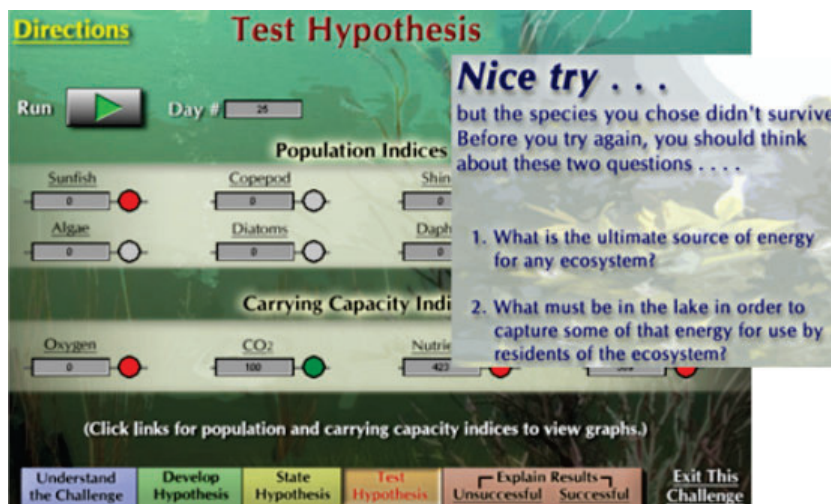 Directions
Test Hypothesis
Run
Day # 25
Nice try . . .
but the species you chose didn't survive
Before you try again, you should think
about these two questions . . . .
1. What is the ultimate source of energy
for any ecosystem?
2. What must be in the lake in order to
capture some of that energy for use by
residents of the ecosystem?
Population Indices
Sunfish Copepod Shin
0 0 0
Algae Diatoms Daph
0 0 0
Carrying Capacity Indi
Oxygen CO2 Nutrie
0 100 423
(Click links for population and carrying capacity indices to view graphs.)
Understand
the Challenge
Develop
Hypothesis
State
Hypothesis
Test
Hypothesis
Explain Results
Unsuccessful Successful
Exit This
Challenge